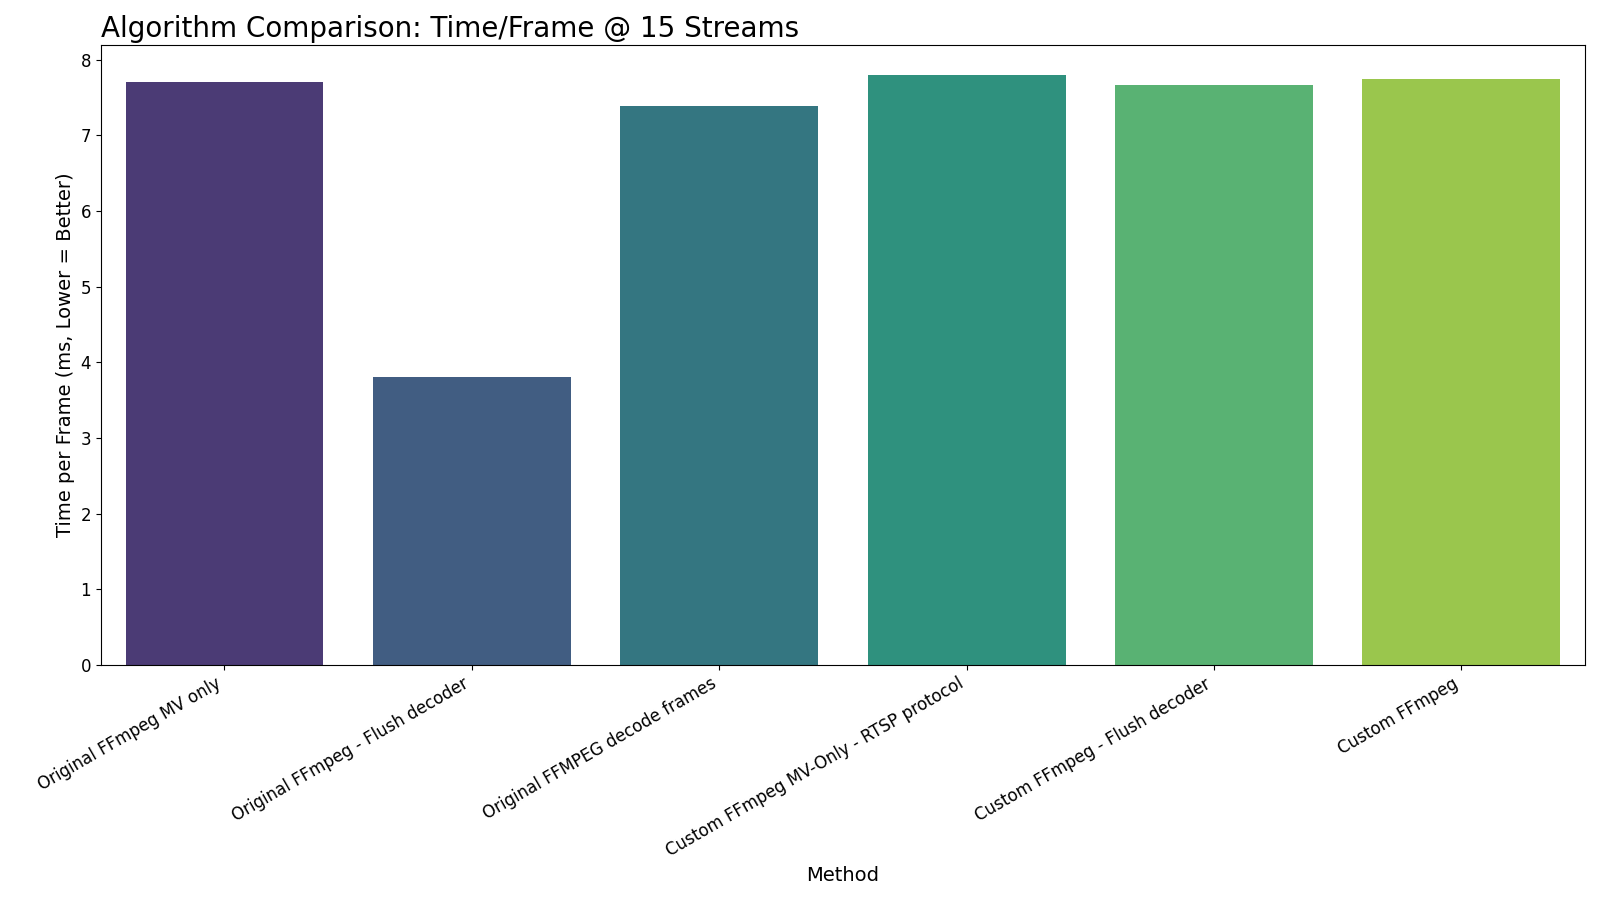 Algorithm Comparison: Time/Frame @ 15 Streams
Time per Frame (ms, Lower = Better)
8
7
6
5
4
3
2
1
0
Original FFmpeg MV only
Original FFmpeg - Flush decoder
Original FFMPEG decode frames
Custom FFmpeg MV-Only - RTSP protocol
Custom FFmpeg - Flush decoder
Custom FFmpeg
Method